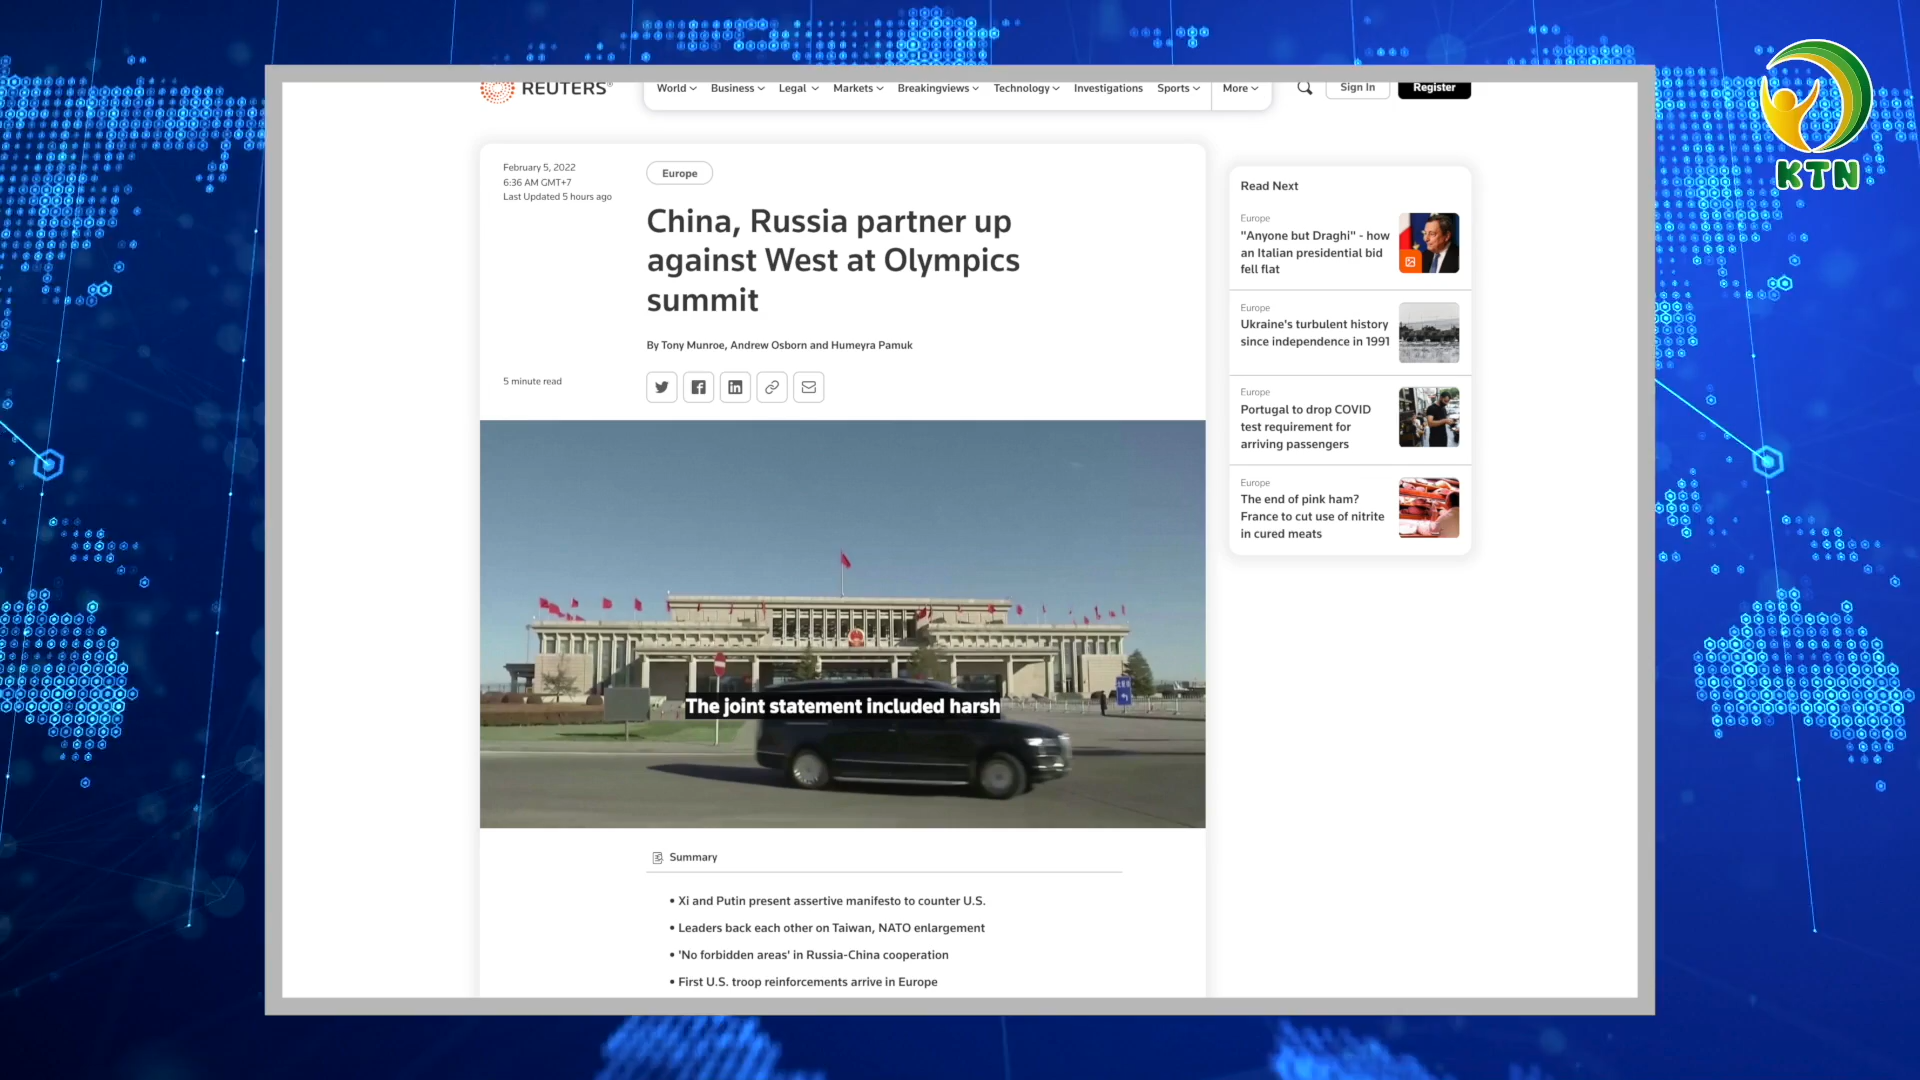 KTN
REUTERS
World Business Legal Markets Breakingviews Technology Investigations Sports More Sign In Register
February 5, 2022
6:36 AM GMT+7
Last Updated 5 hours ago
Europe
China, Russia partner up
against West at Olympics
summit
By Tony Munroe, Andrew Osborn and Humeyra Pamuk
5 minute read
The joint statement included harsh
Summary
• Xi and Putin present assertive manifesto to counter U.S.
• Leaders back each other on Taiwan, NATO enlargement
• 'No forbidden areas' in Russia-China cooperation
• First U.S. troop reinforcements arrive in Europe
Read Next
Europe
"Anyone but Draghi" - how
an Italian presidential bid
fell flat
Europe
Ukraine's turbulent history
since independence in 1991
Europe
Portugal to drop COVID
test requirement for
arriving passengers
Europe
The end of pink ham?
France to cut use of nitrite
in cured meats